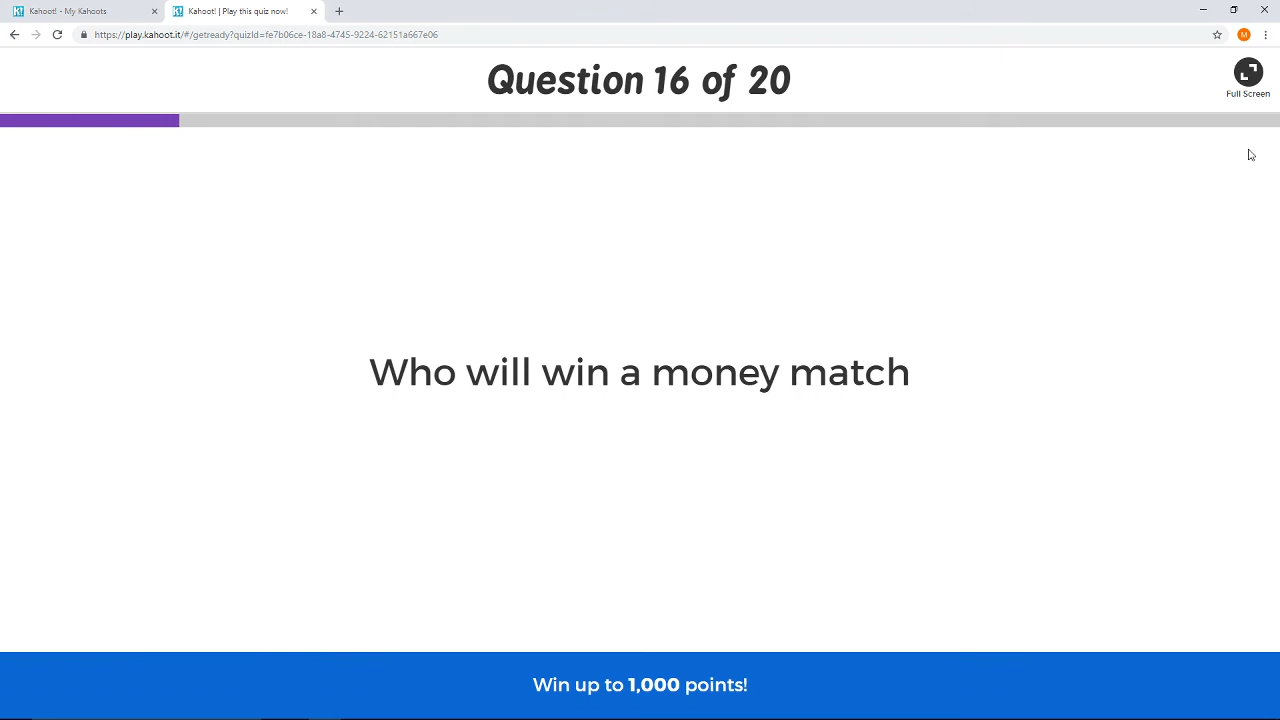 Kahoot! - My Kahoots
Kahoot! | Play this quiz now!
https://play.kahoot.it/#/getready?quizId=fe7b06ce-18a8-4745-9224-62151a667e06
M
Question 16 of 20
Full Screen
Who will win a money match
Win up to 1,000 points!